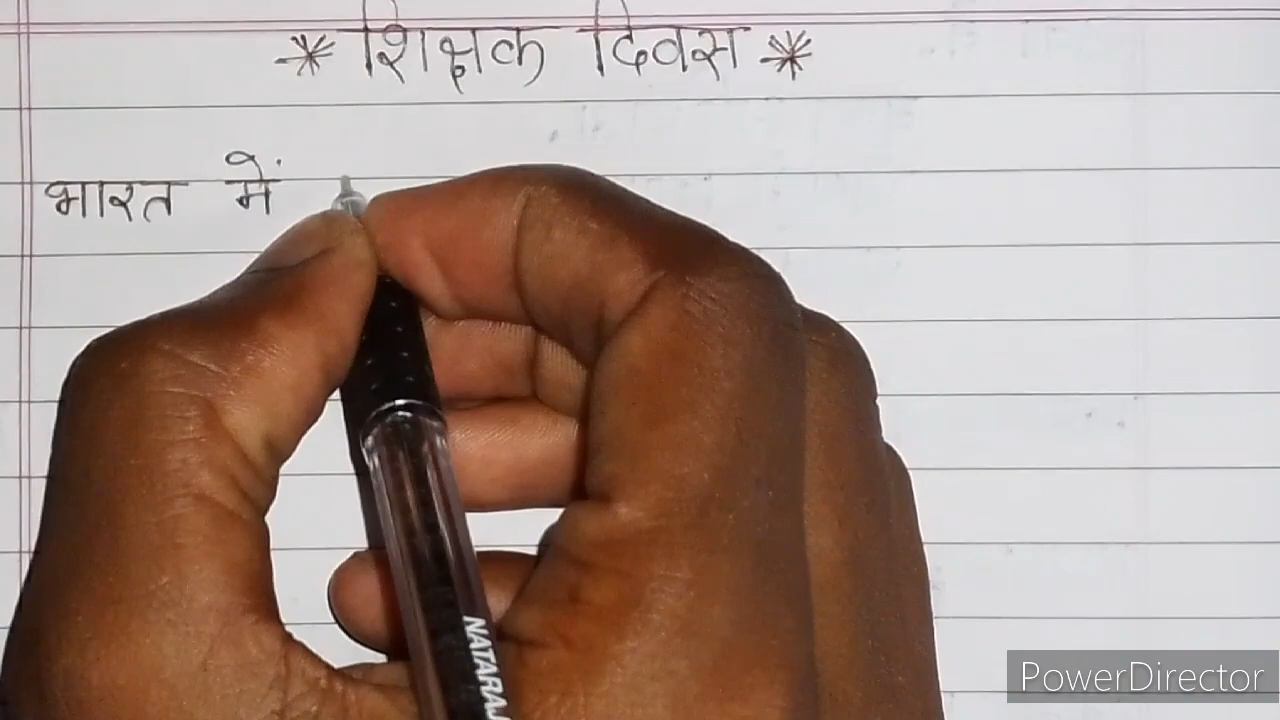 * शिक्षक दिवस *
भारत में
NATARAJ
PowerDirector